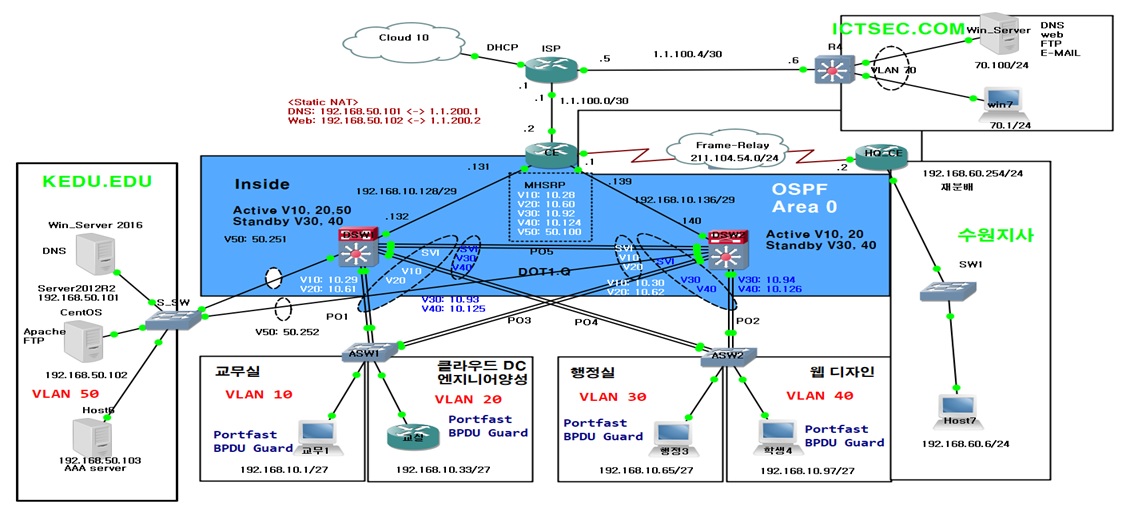 Cloud 10
DHCP
ISP
.1
.5
1.1.100.4/30
.6
R4
ICTSEC.COM
Win_Server
DNS
web
FTP
E-MAIL
70.100/24
VLAN 70
win7
70.1/24
<Static NAT>
DNS: 192.168.50.101 <-> 1.1.200.1
Web: 192.168.50.102 <-> 1.1.200.2
.1
1.1.100.0/30
.2
CE
.1
Frame-Relay
211.104.54.0/24
.2
HQ_CE
192.168.60.254/24
재분배
수원지사
SW1
Host7
192.168.60.6/24
KEDU.EDU
Win_Server 2016
DNS
Server2012R2
192.168.50.101
CentOS
Apache
FTP
192.168.50.102
VLAN 50
Host6
192.168.50.103
AAA server
S_SW
Inside
Active V10, 20,50
Standby V30, 40
V50: 50.251
.131
192.168.10.128/29
.132
MHSRP
V10: 10.28
V20: 10.60
V30: 10.92
V40: 10.124
V50: 50.100
.139
192.168.10.136/29
.140
OSPF
Area 0
Active V10, 20
Standby V30, 40
DSW2
PO5
DOT1.Q
SVI
V10
V20
SVI
V30
V40
SVI
V10
V20
SVI
V30
V40
V10: 10.29
V20: 10.61
V30: 10.93
V40: 10.125
V10: 10.30
V20: 10.62
V30: 10.94
V40: 10.126
V50: 50.252
PO1
PO3
PO4
PO2
ASW1
ASW2
교무실
VLAN 10
Portfast
BPDU Guard
교무1
192.168.10.1/27
클라우드 DC
엔지니어양성
VLAN 20
Portfast
BPDU Guard
교실
192.168.10.33/27
행정실
VLAN 30
Portfast
BPDU Guard
행정3
192.168.10.65/27
웹 디자인
VLAN 40
Portfast
BPDU Guard
학생4
192.168.10.97/27